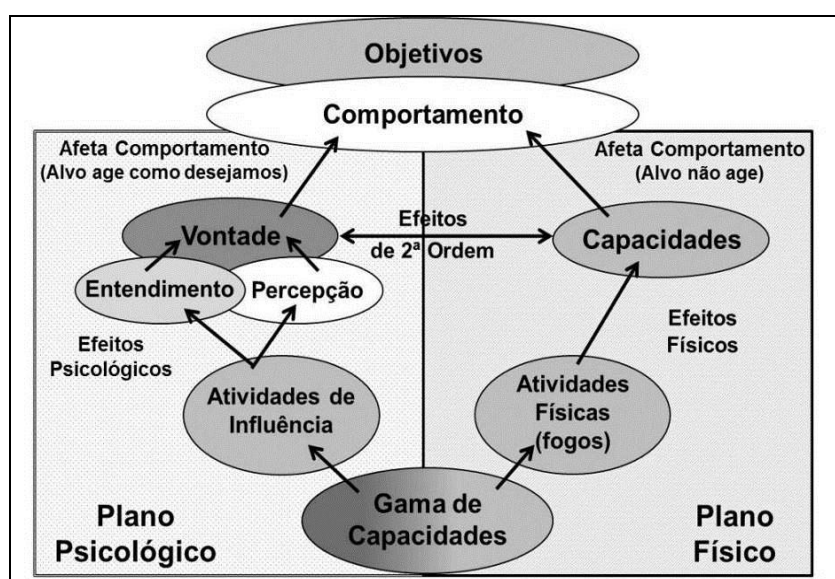 Objetivos
Comportamento
Afeta Comportamento
(Alvo age como desejamos)
Afeta Comportamento
(Alvo não age)
Vontade
Efeitos
de 2ª Ordem
Capacidades
Entendimento
Percepção
Efeitos
Psicológicos
Efeitos
Físicos
Atividades de
Influência
Atividades
Físicas
(fogos)
Gama de
Capacidades
Plano
Psicológico
Plano
Físico